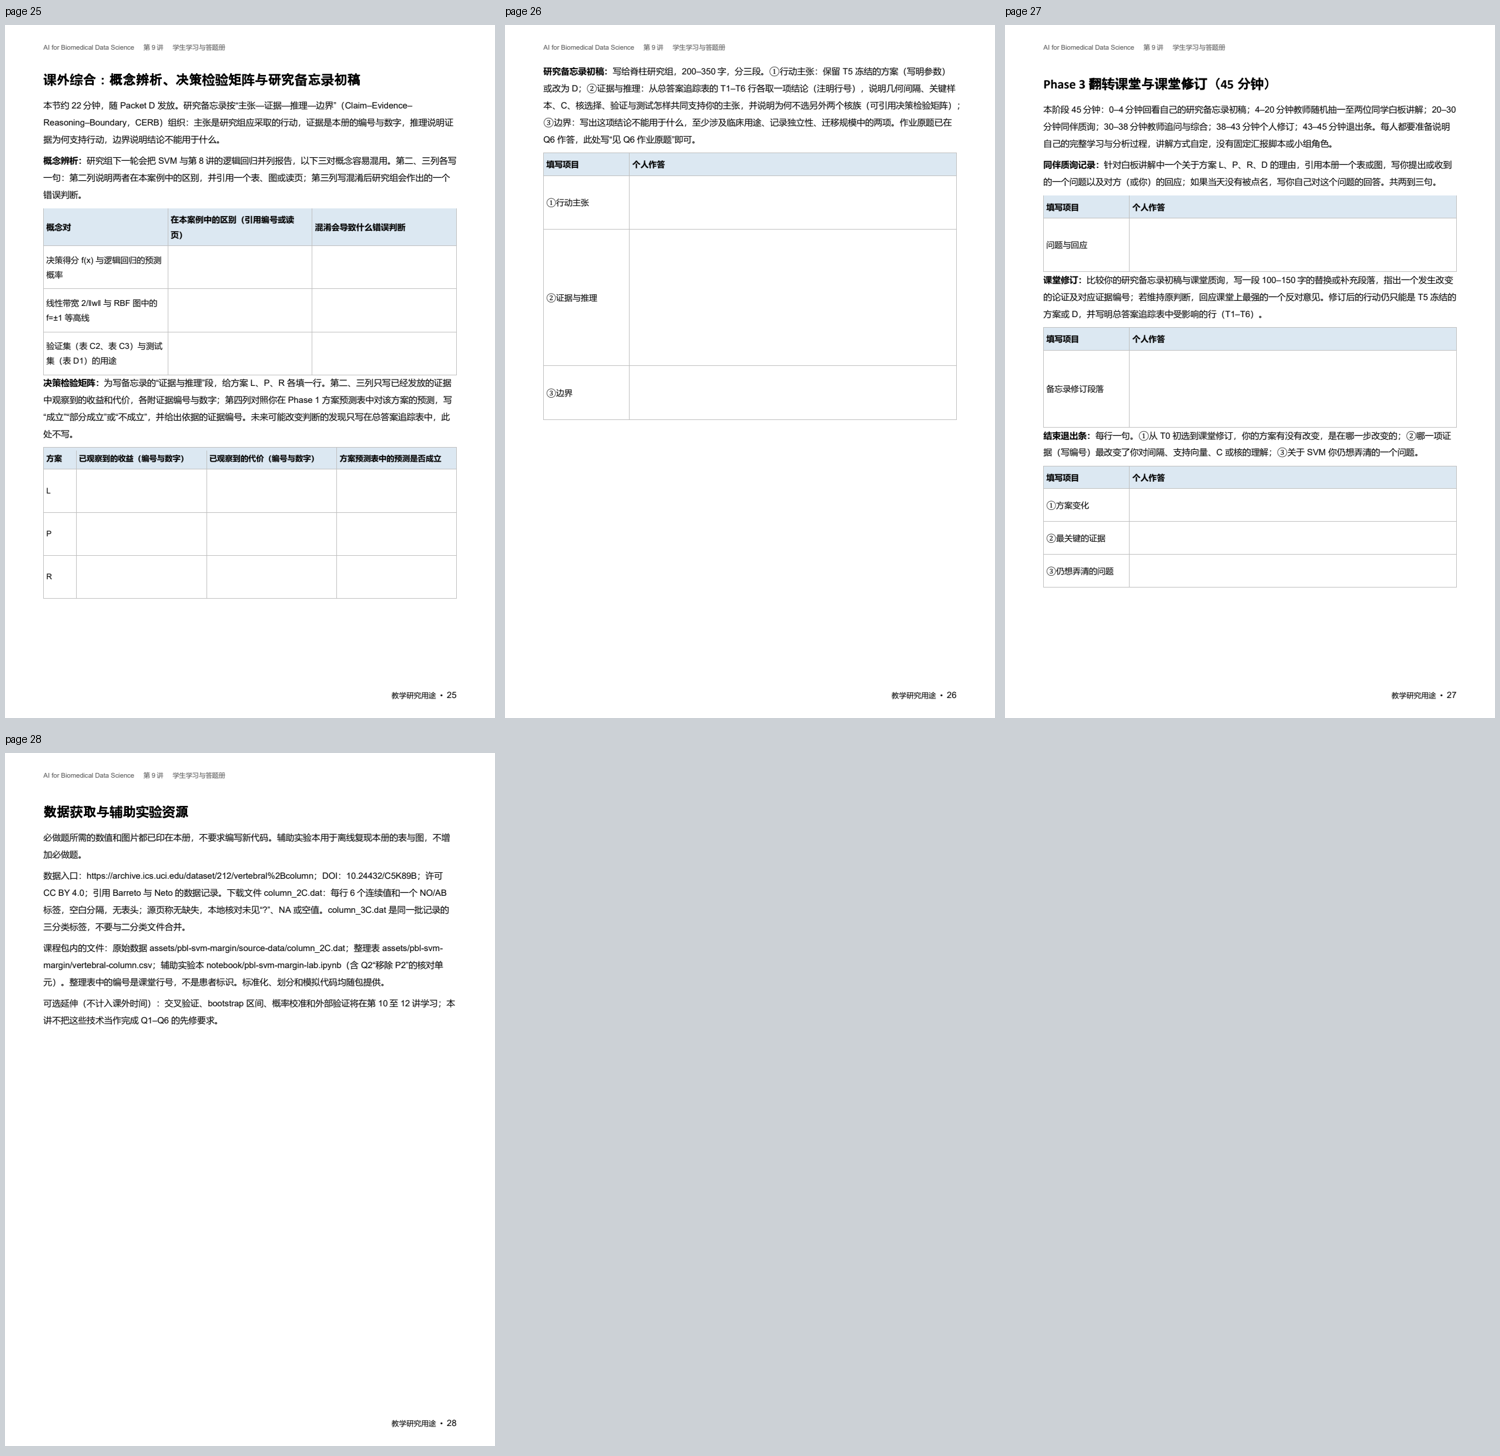 page 25
AI for Biomedical Data Science 第 9 讲 学生学习与答题册
课外综合：概念辨析、决策检验矩阵与研究备忘录初稿
本节约 22 分钟，随 Packet D 发放。研究备忘录按“主张—证据—推理—边界”（Claim–Evidence–
Reasoning–Boundary，CERB）组织：主张是研究组应采取的行动，证据是本册的编号与数字，推理说明证
据为何支持行动，边界说明结论不能用于什么。
概念辨析：研究组下一轮会把 SVM 与第 8 讲的逻辑回归并列报告，以下三对概念容易混用。第二、三列各写
一句：第二列说明两者在本案例中的区别，并引用一个表、图或读页；第三列写混淆后研究组会作出的一个
错误判断。
概念对
在本案例中的区别（引用编号或读
页）
混淆会导致什么错误判断
决策得分 f(x) 与逻辑回归的预测
概率
线性带宽 2/‖w‖ 与 RBF 图中的
f=±1 等高线
验证集（表 C2、表 C3）与测试
集（表 D1）的用途
决策检验矩阵：为写备忘录的“证据与推理”段，给方案 L、P、R 各填一行。第二、三列只写已经发放的证据
中观察到的收益和代价，各附证据编号与数字；第四列对照你在 Phase 1 方案预测表中对该方案的预测，写
“成立”“部分成立”或“不成立”，并给出依据的证据编号。未来可能改变判断的发现只写在总答案追踪表中，此
处不写。
方案 已观察到的收益（编号与数字） 已观察到的代价（编号与数字） 方案预测表中的预测是否成立
L
P
R
教学研究用途 • 25
page 26
AI for Biomedical Data Science 第 9 讲 学生学习与答题册
研究备忘录初稿：写给脊柱研究组，200–350 字，分三段。①行动主张：保留 T5 冻结的方案（写明参数）
或改为 D；②证据与推理：从总答案追踪表的 T1–T6 行各取一项结论（注明行号），说明几何间隔、关键样
本、C、核选择、验证与测试怎样共同支持你的主张，并说明为何不选另外两个核族（可引用决策检验矩阵）；
③边界：写出这项结论不能用于什么，至少涉及临床用途、记录独立性、迁移规模中的两项。作业原题已在
Q6 作答，此处写“见 Q6 作业原题”即可。
填写项目 个人作答
①行动主张
②证据与推理
③边界
教学研究用途 • 26
page 27
AI for Biomedical Data Science 第 9 讲 学生学习与答题册
Phase 3 翻转课堂与课堂修订（45 分钟）
本阶段 45 分钟：0–4 分钟回看自己的研究备忘录初稿；4–20 分钟教师随机抽一至两位同学白板讲解；20–30
分钟同伴质询；30–38 分钟教师追问与综合；38–43 分钟个人修订；43–45 分钟退出条。每人都要准备说明
自己的完整学习与分析过程，讲解方式自定，没有固定汇报脚本或小组角色。
同伴质询记录：针对白板讲解中一个关于方案 L、P、R、D 的理由，引用本册一个表或图，写你提出或收到
的一个问题以及对方（或你）的回应；如果当天没有被点名，写你自己对这个问题的回答。共两到三句。
填写项目 个人作答
问题与回应
课堂修订：比较你的研究备忘录初稿与课堂质询，写一段 100–150 字的替换或补充段落，指出一个发生改变
的论证及对应证据编号；若维持原判断，回应课堂上最强的一个反对意见。修订后的行动仍只能是 T5 冻结的
方案或 D，并写明总答案追踪表中受影响的行（T1–T6）。
填写项目 个人作答
备忘录修订段落
结束退出条：每行一句。①从 T0 初选到课堂修订，你的方案有没有改变，是在哪一步改变的；②哪一项证
据（写编号）最改变了你对间隔、支持向量、C 或核的理解；③关于 SVM 你仍想弄清的一个问题。
填写项目 个人作答
①方案变化
②最关键的证据
③仍想弄清的问题
教学研究用途 • 27
page 28
AI for Biomedical Data Science 第 9 讲 学生学习与答题册
数据获取与辅助实验资源
必做题所需的数值和图片都已印在本册，不要求编写新代码。辅助实验本用于离线复现本册的表与图，不增
加必做题。
数据入口：https://archive.ics.uci.edu/dataset/212/vertebral%2Bcolumn；DOI：10.24432/C5K89B；许可
CC BY 4.0；引用 Barreto 与 Neto 的数据记录。下载文件 column_2C.dat：每行 6 个连续值和一个 NO/AB
标签，空白分隔，无表头；源页称无缺失，本地核对未见“?”、NA 或空值。column_3C.dat 是同一批记录的
三分类标签，不要与二分类文件合并。
课程包内的文件：原始数据 assets/pbl-svm-margin/source-data/column_2C.dat；整理表 assets/pbl-svm-
margin/vertebral-column.csv；辅助实验本 notebook/pbl-svm-margin-lab.ipynb（含 Q2“移除 P2”的核对单
元）。整理表中的编号是课堂行号，不是患者标识。标准化、划分和模拟代码均随包提供。
可选延伸（不计入课外时间）：交叉验证、bootstrap 区间、概率校准和外部验证将在第 10 至 12 讲学习；本
讲不把这些技术当作完成 Q1–Q6 的先修要求。
教学研究用途 • 28